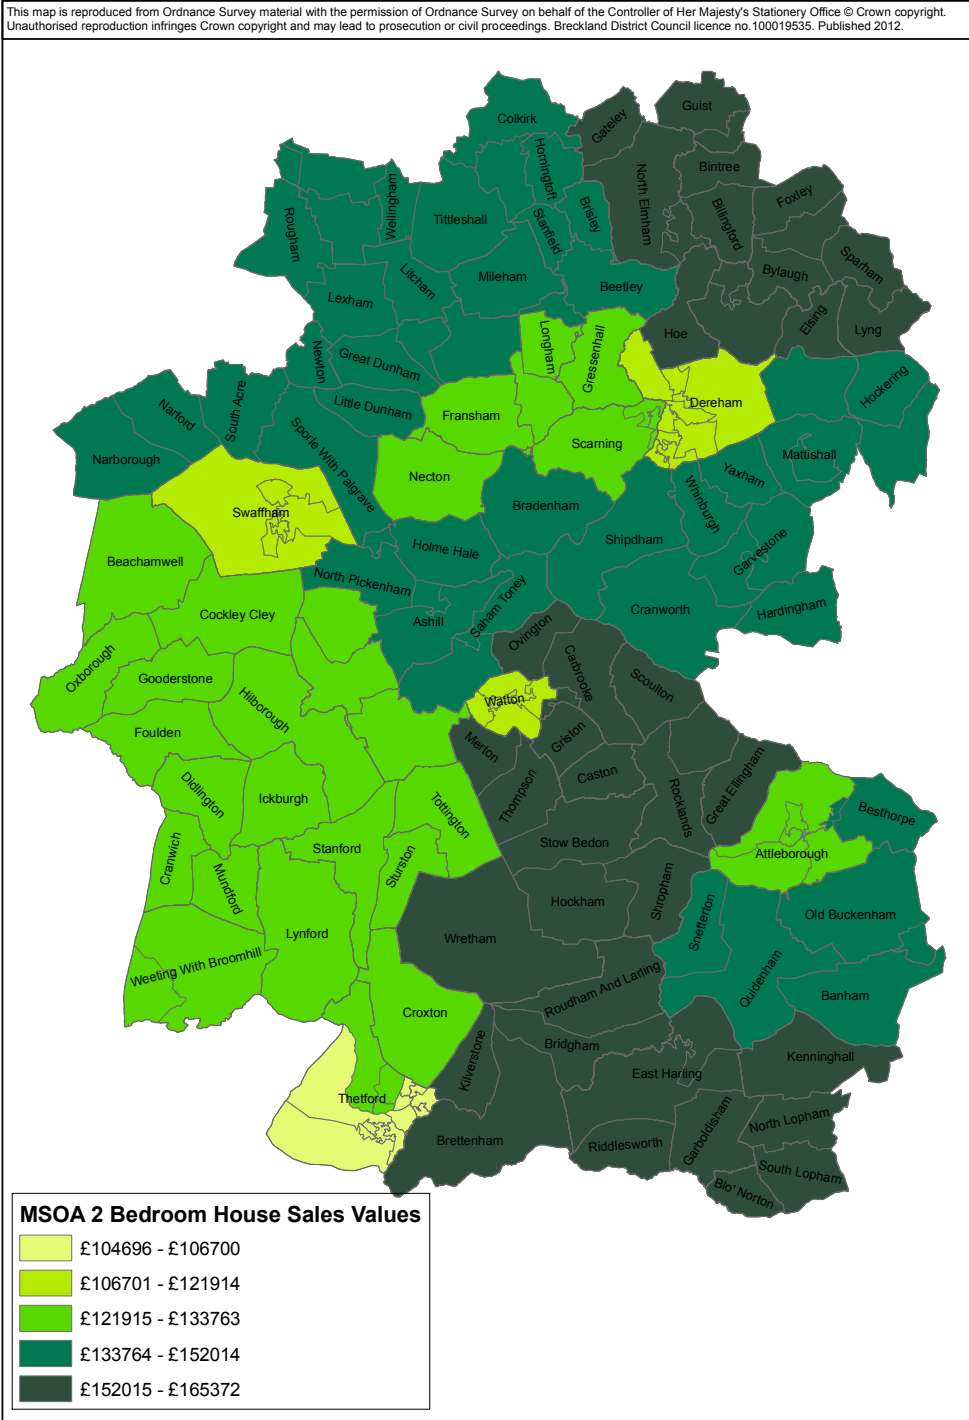 This map is reproduced from Ordnance Survey material with the permission of Ordnance Survey on behalf of the Controller of Her Majesty's Stationery Office © Crown copyright.
Unauthorised reproduction infringes Crown copyright and may lead to prosecution or civil proceedings. Breckland District Council licence no.100019535. Published 2012.
Guist
Colkirk
Gateley
Horningtoft
Bintree
North Elmham
Foxley
Wellingham
Brisley
Billingford
Rougham
Tittleshall
Stanfield
Sparham
Litcham
Mileham
Bylaugh
Beetley
Lexham
Elsing
Lyng
Hoe
Longham
Gressenhall
Newton
Great Dunham
Hockering
South Acre
Little Dunham
Dereham
Narford
Fransham
Sporle With Palgrave
Scarning
Narborough
Mattishall
Necton
Yaxham
Whinburgh
Bradenham
Swaffham
Shipdham
Holme Hale
Garvestone
Beachamwell
North Pickenham
Saham Toney
Cranworth
Hardingham
Cockley Cley
Ashill
Ovington
Oxborough
Carbrooke
Gooderstone
Scoulton
Hilborough
Watton
Foulden
Griston
Merton
Caston
Great Ellingham
Didlington
Ickburgh
Thompson
Rocklands
Tottington
Besthorpe
Stanford
Stow Bedon
Cranwich
Sturston
Attleborough
Mundford
Hockham
Shropham
Snetterton
Old Buckenham
Lynford
Wretham
Weeting With Broomhill
Roudham And Larling
Quidenham
Banham
Croxton
Bridgham
Kilverstone
Kenninghall
East Harling
Thetford
Garboldisham
North Lopham
Brettenham
Riddlesworth
South Lopham
Blo' Norton
MSOA 2 Bedroom House Sales Values
£104696 - £106700
£106701 - £121914
£121915 - £133763
£133764 - £152014
£152015 - £165372